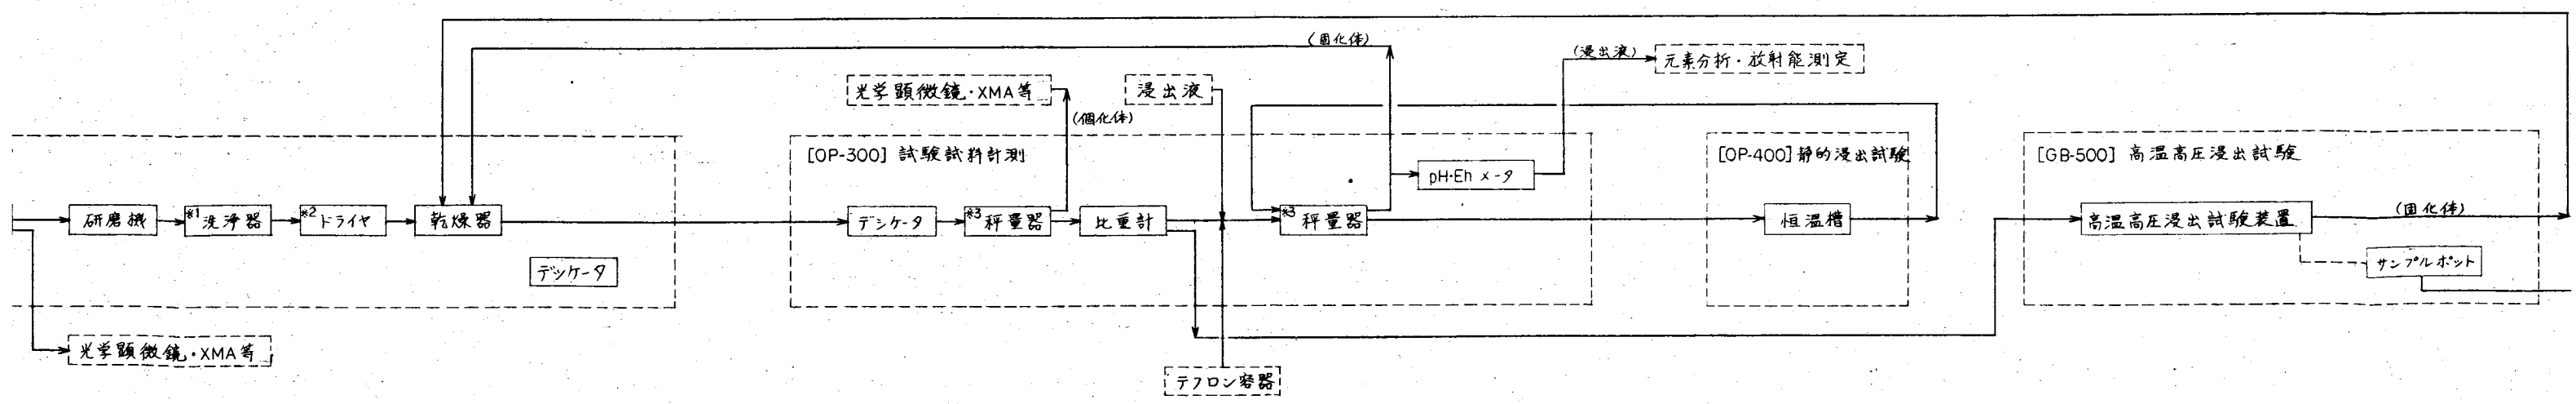 (固化体)
(浸出液)
元素分析・放射能測定
光学顕微鏡・XMA等
浸出液
(個化体)
[OP-300] 試験試料計測
[OP-400] 静的浸出試験
[GB-500] 高温高圧浸出試験
pH・Eh メータ
研磨機
※1 洗浄器
※2 ドライヤ
乾燥器
デシケータ
※3 秤量器
比重計
※3 秤量器
恒温槽
高温高圧浸出試験装置
(固化体)
サンプルポット
デシケータ
光学顕微鏡・XMA等
テフロン容器